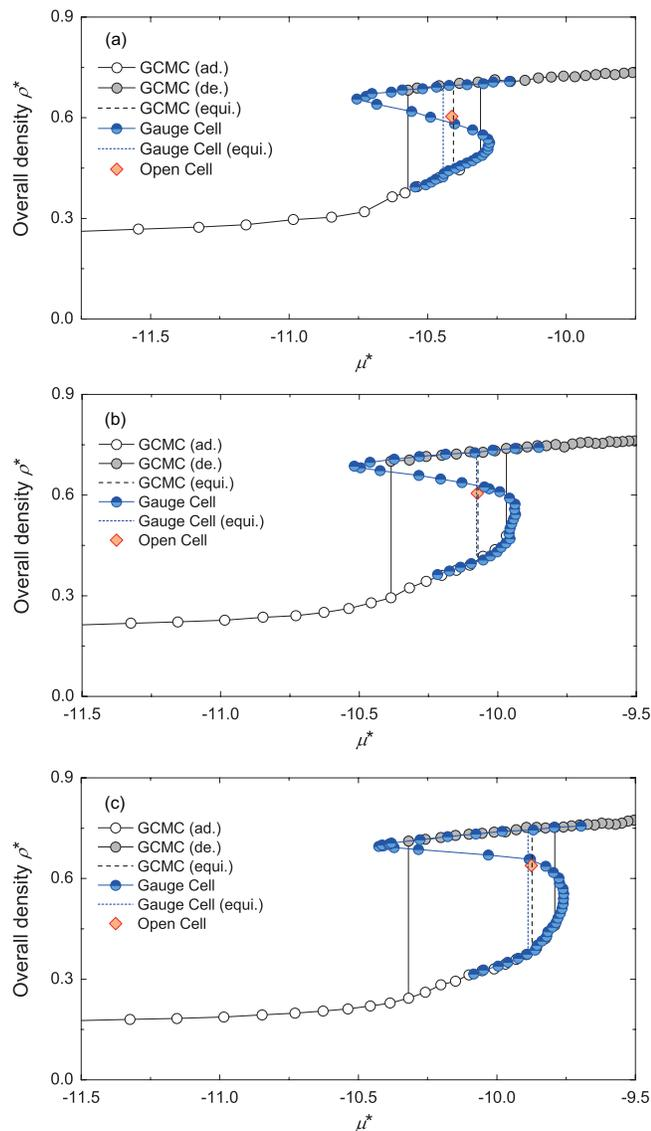 0.9
(a)
GCMC (ad.)
GCMC (de.)
GCMC (equi.)
Gauge Cell
Gauge Cell (equi.)
Open Cell
0.6
0.3
0.0
Overall density ρ*
-11.5 -11.0 -10.5 -10.0
μ*
0.9
(b)
GCMC (ad.)
GCMC (de.)
GCMC (equi.)
Gauge Cell
Gauge Cell (equi.)
Open Cell
0.6
0.3
0.0
Overall density ρ*
-11.5 -11.0 -10.5 -10.0 -9.5
μ*
0.9
(c)
GCMC (ad.)
GCMC (de.)
GCMC (equi.)
Gauge Cell
Gauge Cell (equi.)
Open Cell
0.6
0.3
0.0
Overall density ρ*
-11.5 -11.0 -10.5 -10.0 -9.5
μ*